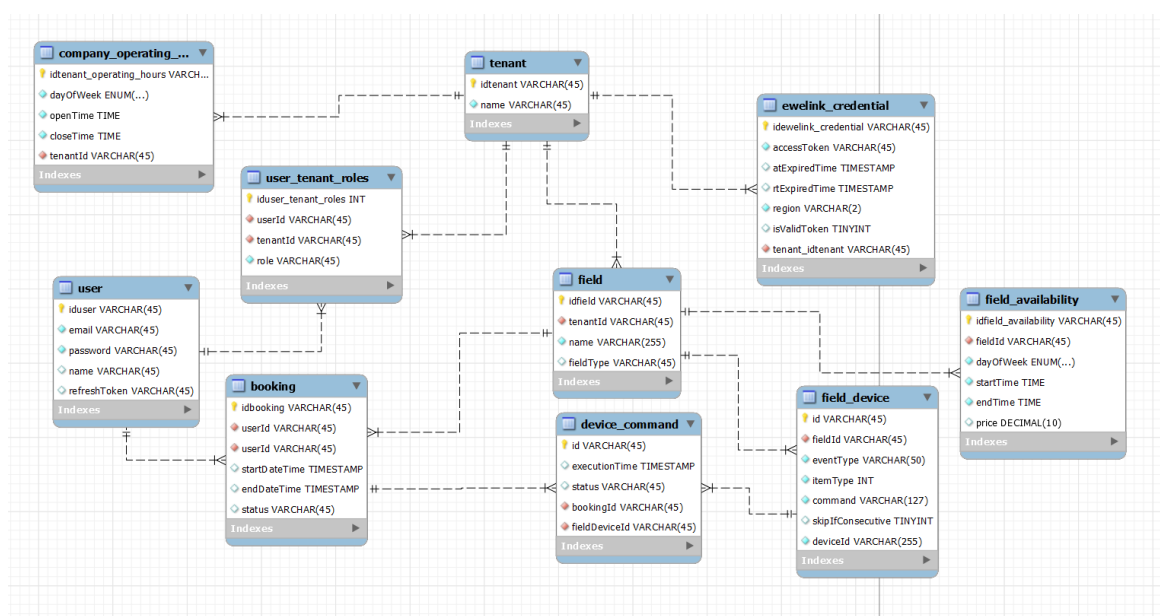 company_operating_...
idtenant_operating_hours VARCH...
dayOfWeek ENUM(...)
openTime TIME
closeTime TIME
tenantId VARCHAR(45)
Indexes
tenant
idtenant VARCHAR(45)
name VARCHAR(45)
Indexes
ewelink_credential
idewelink_credential VARCHAR(45)
accessToken VARCHAR(45)
atExpiredTime TIMESTAMP
rtExpiredTime TIMESTAMP
region VARCHAR(2)
isValidToken TINYINT
tenant_idtenant VARCHAR(45)
Indexes
user_tenant_roles
iduser_tenant_roles INT
userId VARCHAR(45)
tenantId VARCHAR(45)
role VARCHAR(45)
Indexes
user
iduser VARCHAR(45)
email VARCHAR(45)
password VARCHAR(45)
name VARCHAR(45)
refreshToken VARCHAR(45)
Indexes
field
idfield VARCHAR(45)
tenantId VARCHAR(45)
name VARCHAR(255)
fieldType VARCHAR(45)
Indexes
field_availability
idfield_availability VARCHAR(45)
fieldId VARCHAR(45)
dayOfWeek ENUM(...)
startTime TIME
endTime TIME
price DECIMAL(10)
Indexes
booking
idbooking VARCHAR(45)
userId VARCHAR(45)
userId VARCHAR(45)
startDateTime TIMESTAMP
endDateTime TIMESTAMP
status VARCHAR(45)
Indexes
device_command
id VARCHAR(45)
executionTime TIMESTAMP
status VARCHAR(45)
bookingId VARCHAR(45)
fieldDeviceId VARCHAR(45)
Indexes
field_device
id VARCHAR(45)
fieldId VARCHAR(45)
eventType VARCHAR(50)
itemType INT
command VARCHAR(127)
skipIfConsecutive TINYINT
deviceId VARCHAR(255)
Indexes